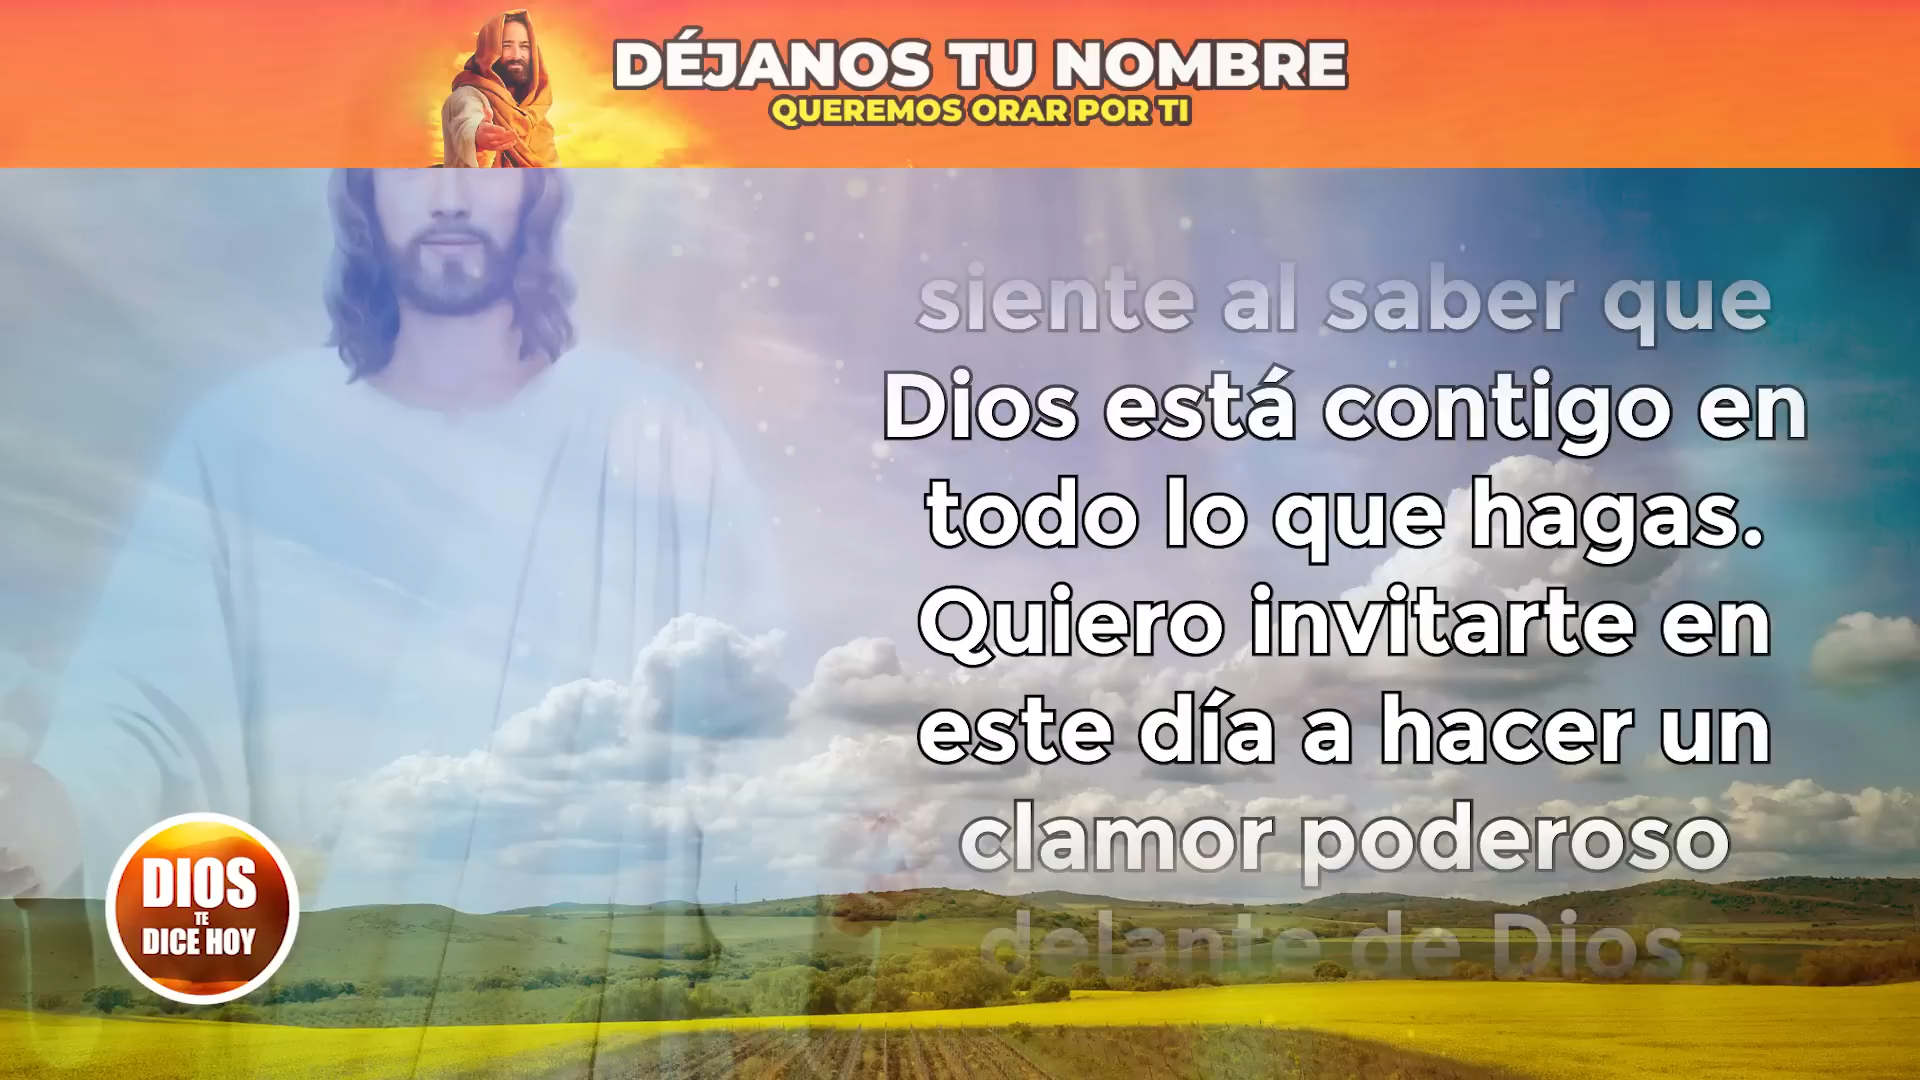 DÉJANOS TU NOMBRE
QUEREMOS ORAR POR TI
siente al saber que
Dios está contigo en
todo lo que hagas.
Quiero invitarte en
este día a hacer un
clamor poderoso
delante de Dios,
DIOS
TE
DICE HOY